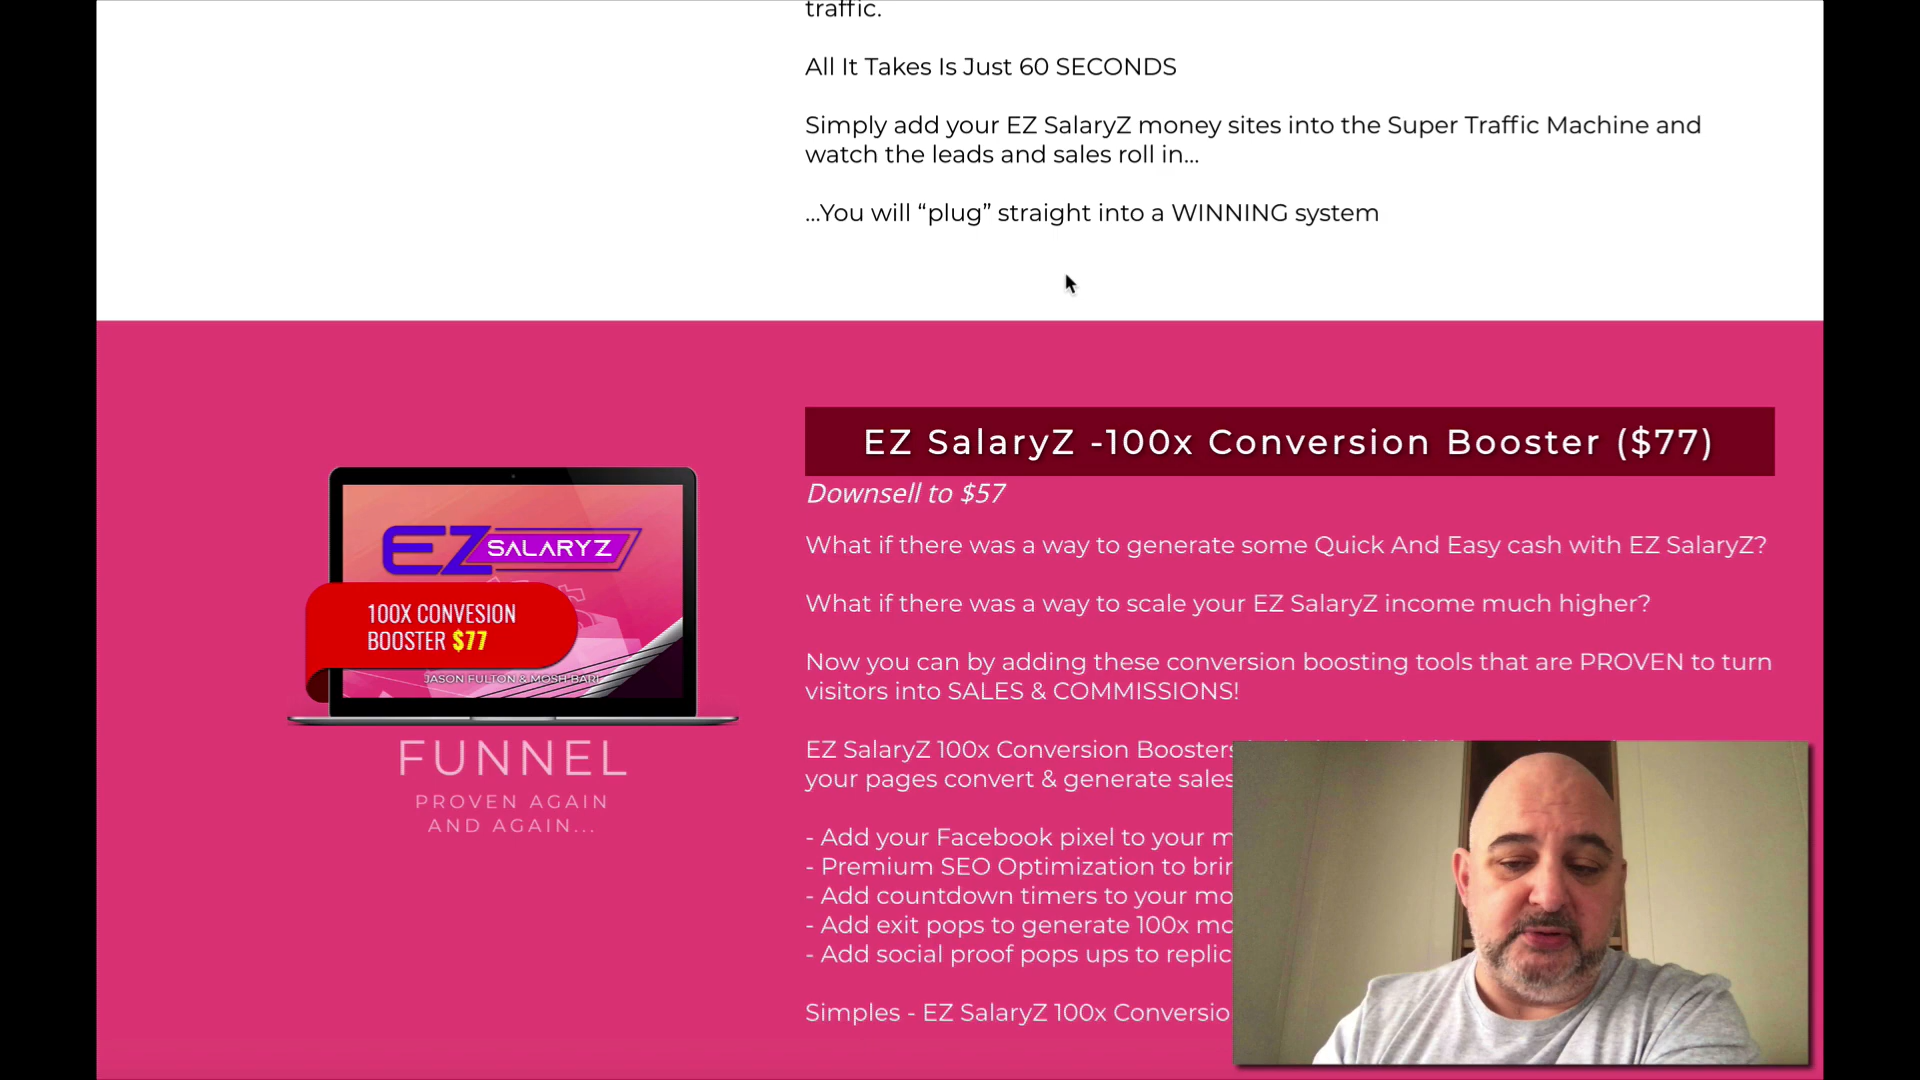 traffic.
All It Takes Is Just 60 SECONDS
Simply add your EZ SalaryZ money sites into the Super Traffic Machine and
watch the leads and sales roll in...
...You will “plug” straight into a WINNING system
EZ SalaryZ -100x Conversion Booster ($77)
Downsell to $57
What if there was a way to generate some Quick And Easy cash with EZ SalaryZ?
What if there was a way to scale your EZ SalaryZ income much higher?
Now you can by adding these conversion boosting tools that are PROVEN to turn
visitors into SALES & COMMISSIONS!
EZ SalaryZ 100x Conversion Boosters
your pages convert & generate sales
- Add your Facebook pixel to your
- Premium SEO Optimization to
- Add countdown timers to your
- Add exit pops to generate 100x
- Add social proof pops ups to
Simples - EZ SalaryZ 100x
EZ SALARYZ
100X CONVESION
BOOSTER $77
JASON FULTON & MOSH BARI
FUNNEL
PROVEN AGAIN
AND AGAIN...